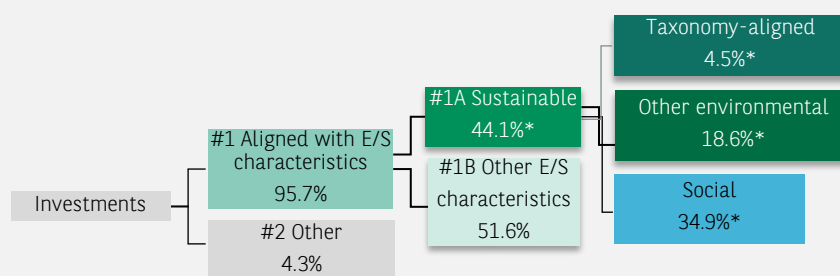 Investments
#1 Aligned with E/S
characteristics
95.7%
#2 Other
4.3%
#1A Sustainable
44.1%*
#1B Other E/S
characteristics
51.6%
Taxonomy-aligned
4.5%*
Other environmental
18.6%*
Social
34.9%*